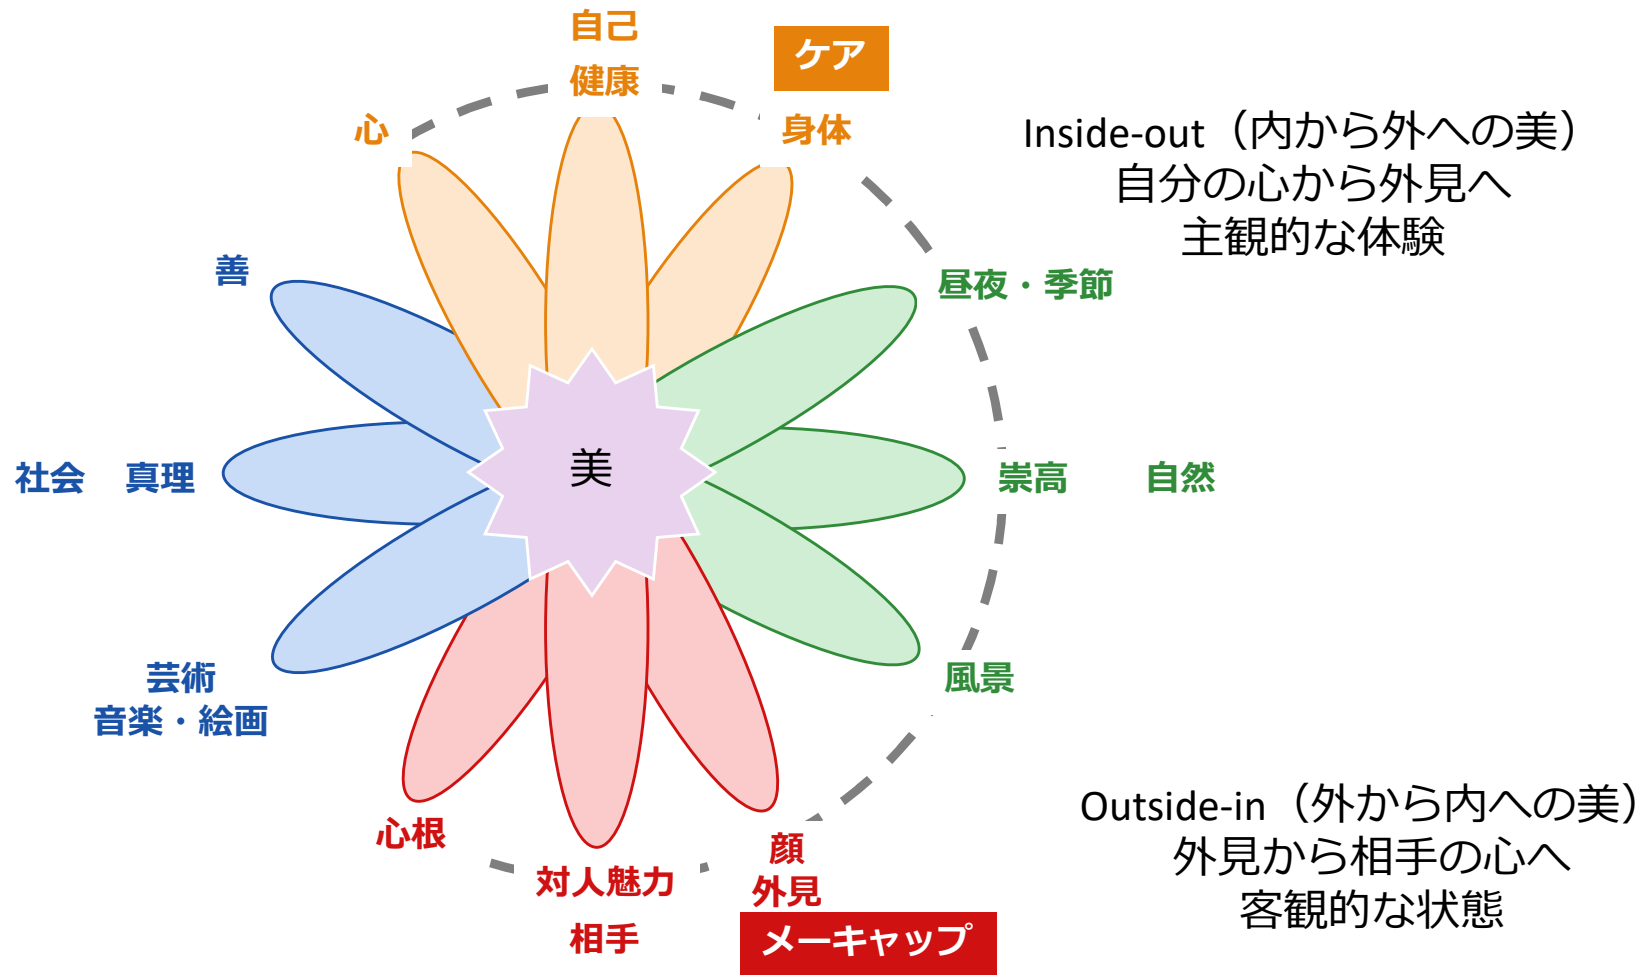 自己
ケア
健康
心
身体
Inside-out（内から外への美）
自分の心から外見へ
主観的な体験
善
昼夜・季節
美
社会
真理
崇高
自然
芸術
音楽・絵画
風景
Outside-in（外から内への美）
外見から相手の心へ
客観的な状態
心根
対人魅力
相手
顔
外見
メーキャップ